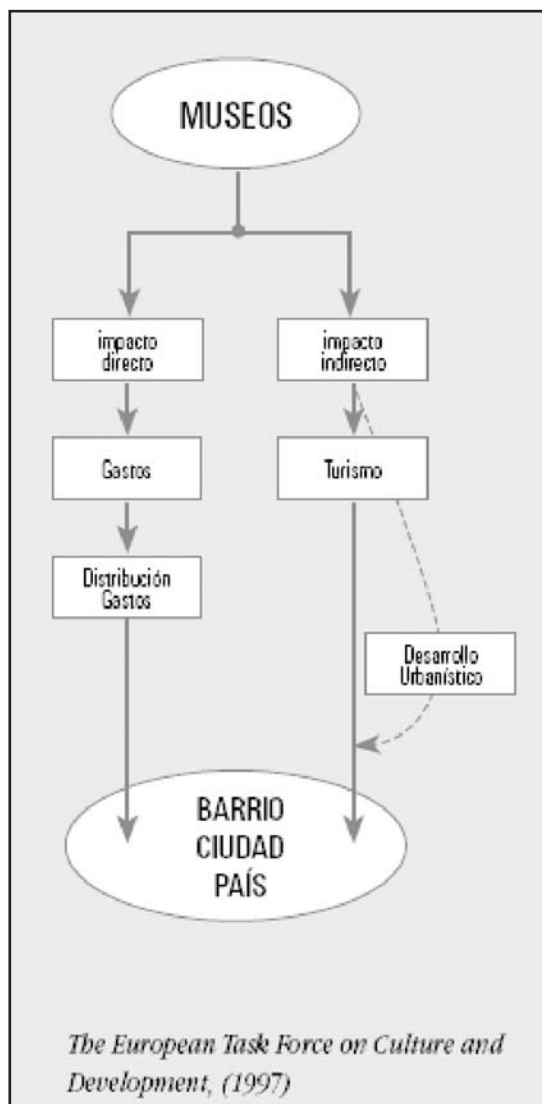 MUSEOS
impacto
directo
impacto
indirecto
Gastos
Turismo
Distribución
Gastos
Desarrollo
Urbanístico
BARRIO
CIUDAD
PAÍS
The European Task Force on Culture and
Development, (1997)